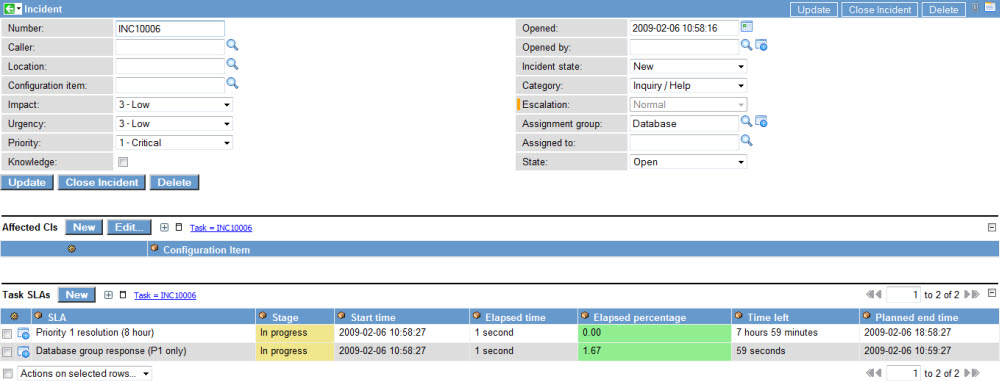 Incident Update Close Incident Delete
Number: INC10006 Opened: 2009-02-06 10:58:16
Caller: Opened by:
Location: Incident state: New
Configuration item: Category: Inquiry / Help
Impact: 3 - Low Escalation: Normal
Urgency: 3 - Low Assignment group: Database
Priority: 1 - Critical Assigned to:
Knowledge: State: Open
Update Close Incident Delete
Affected CIs New Edit... Task = INC10006
Configuration Item
Task SLAs New Task = INC10006 1 to 2 of 2
SLA Stage Start time Elapsed time Elapsed percentage Time left Planned end time
Priority 1 resolution (8 hour) In progress 2009-02-06 10:58:27 1 second 0.00 7 hours 59 minutes 2009-02-06 18:58:27
Database group response (P1 only) In progress 2009-02-06 10:58:27 1 second 1.67 59 seconds 2009-02-06 10:59:27
Actions on selected rows... 1 to 2 of 2